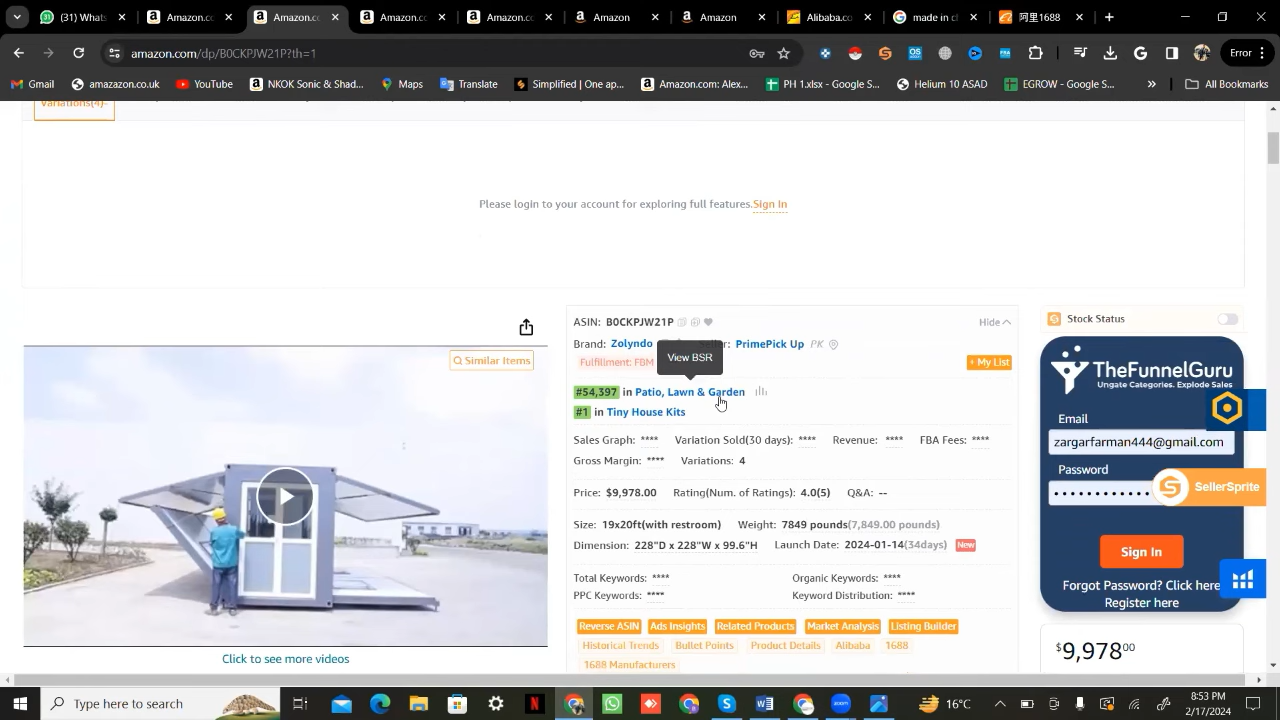 (31) Whats
Amazon.c
Amazon.c
Amazon.co
Amazon.co
Amazon
Amazon
Alibaba.co
made in cl
阿里1688
amazon.com/dp/B0CKPJW21P?th=1
Error
Gmail
amazazon.co.uk
YouTube
NKOK Sonic & Shad...
Maps
Translate
Simplified | One ap...
Amazon.com: Alex...
PH 1.xlsx - Google S...
Helium 10 ASAD
EGROW - Google S...
All Bookmarks
Variations(4)
Please login to your account for exploring full features.Sign In
ASIN: B0CKPJW21P
Hide
Stock Status
Brand: Zolyndo
Seller: PrimePick Up PK
View BSR
Similar Items
Fulfillment: FBM
+ My List
#54,397 in Patio, Lawn & Garden
#1 in Tiny House Kits
Sales Graph: **** Variation Sold(30 days): **** Revenue: **** FBA Fees: ****
Gross Margin: **** Variations: 4
Price: $9,978.00 Rating(Num. of Ratings): 4.0(5) Q&A: --
Size: 19x20ft(with restroom) Weight: 7849 pounds(7,849.00 pounds)
Dimension: 228"D x 228"W x 99.6"H Launch Date: 2024-01-14(34days) New
Total Keywords: **** Organic Keywords: ****
PPC Keywords: **** Keyword Distribution: ****
Reverse ASIN Ads Insights Related Products Market Analysis Listing Builder
Historical Trends Bullet Points Product Details Alibaba 1688
1688 Manufacturers
Click to see more videos
TheFunnelGuru
Ungate Categories. Explode Sales
Email
zargarfarman444@gmail.com
Password
SellerSprite
Sign In
Forgot Password? Click here
Register here
$9,978⁰⁰
Type here to search
16°C
8:53 PM
2/17/2024